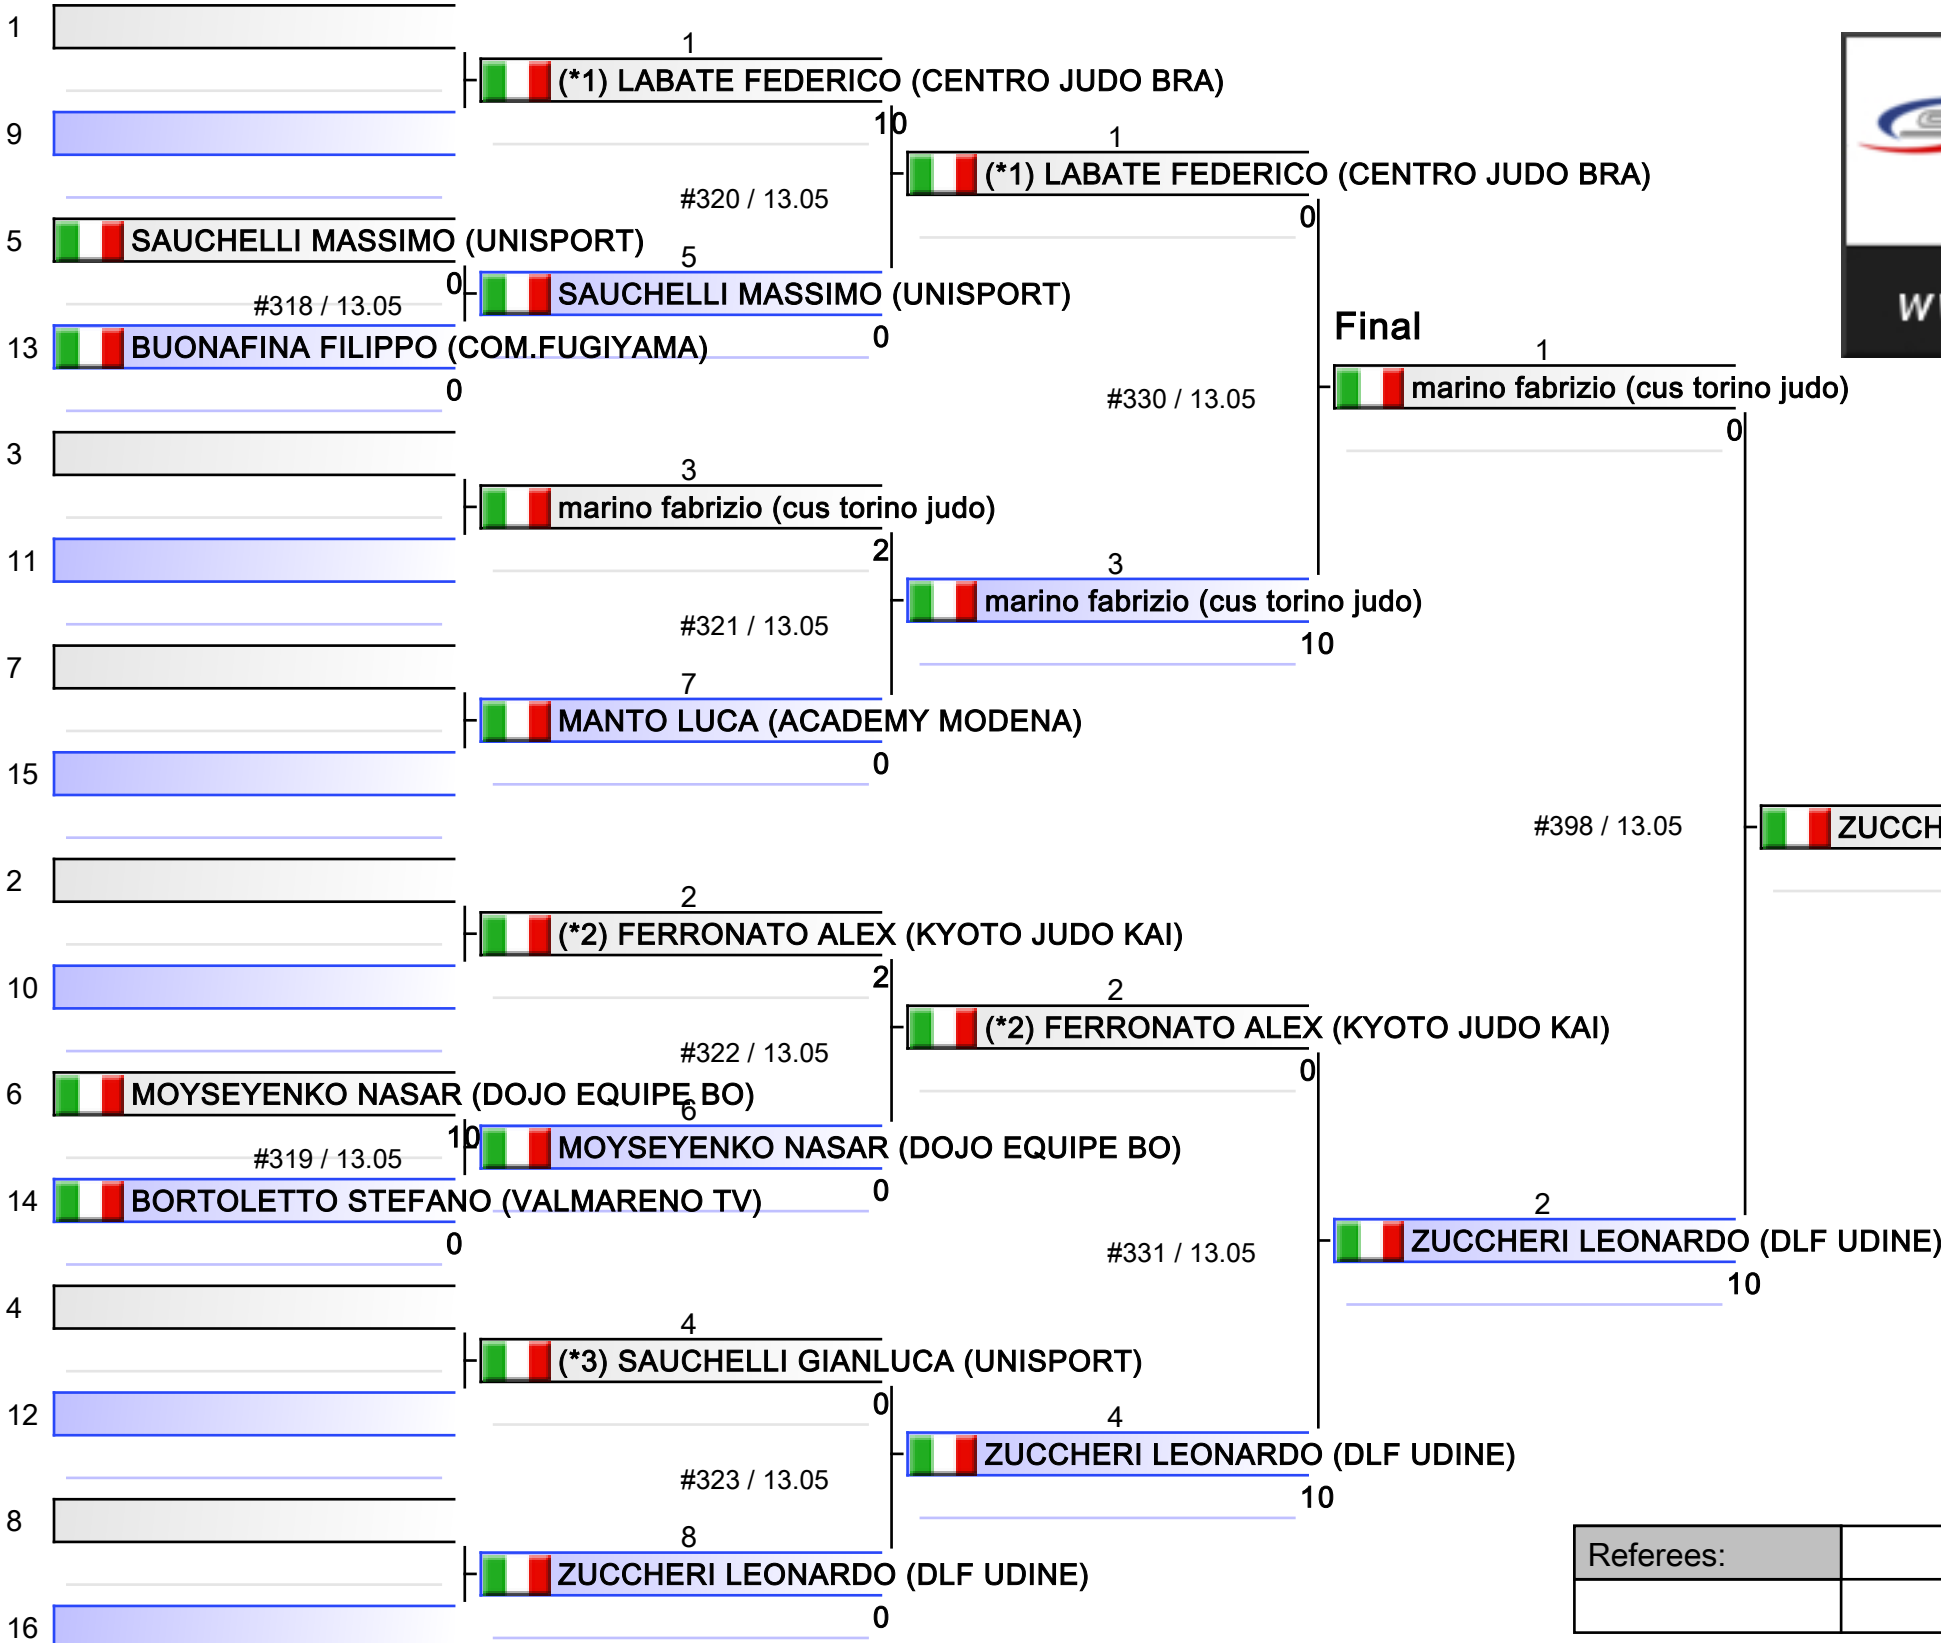 1
1
(*1) LABATE FEDERICO (CENTRO JUDO BRA)
10
9
1
(*1) LABATE FEDERICO (CENTRO JUDO BRA)
#320 / 13.05
0
5
SAUCHELLI MASSIMO (UNISPORT)
5
0
SAUCHELLI MASSIMO (UNISPORT)
#318 / 13.05
0
13
BUONAFINA FILIPPO (COM.FUGIYAMA)
0
Final
1
marino fabrizio (cus torino judo)
#330 / 13.05
0
3
3
marino fabrizio (cus torino judo)
2
11
3
marino fabrizio (cus torino judo)
#321 / 13.05
10
7
7
MANTO LUCA (ACADEMY MODENA)
0
15
#398 / 13.05
ZUCCH
2
2
(*2) FERRONATO ALEX (KYOTO JUDO KAI)
2
10
2
(*2) FERRONATO ALEX (KYOTO JUDO KAI)
#322 / 13.05
0
6
MOYSEYENKO NASAR (DOJO EQUIPE BO)
6
10
MOYSEYENKO NASAR (DOJO EQUIPE BO)
#319 / 13.05
0
14
BORTOLETTO STEFANO (VALMARENO TV)
0
2
ZUCCHERI LEONARDO (DLF UDINE)
#331 / 13.05
10
4
4
(*3) SAUCHELLI GIANLUCA (UNISPORT)
0
12
4
ZUCCHERI LEONARDO (DLF UDINE)
#323 / 13.05
10
8
8
ZUCCHERI LEONARDO (DLF UDINE)
0
16
Referees: